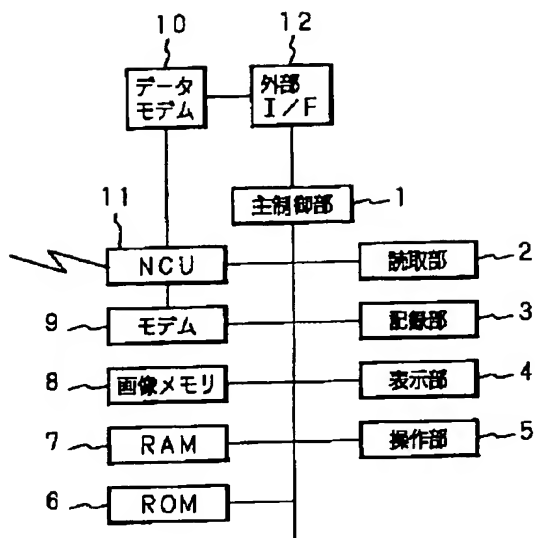 10
12
データ
モデム
外部
I/F
11
主制御部
1
NCU
読取部
2
9
モデム
記録部
3
8
画像メモリ
表示部
4
7
RAM
操作部
5
6
ROM